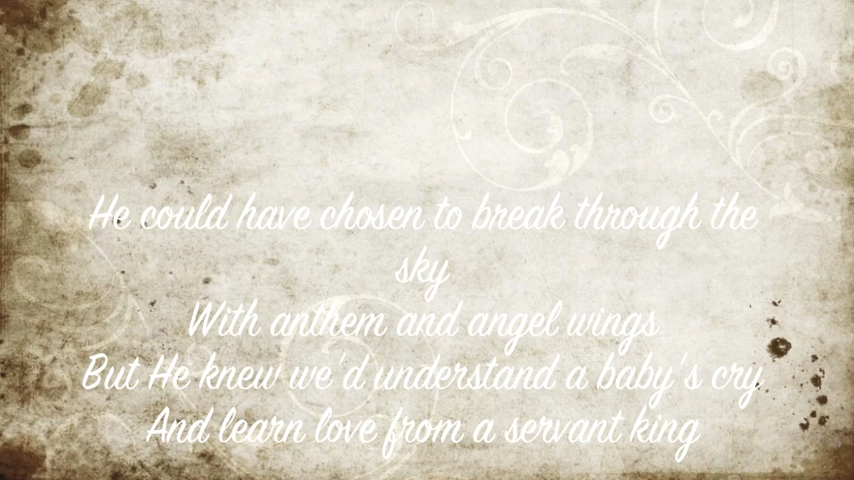 He could have chosen to break through the
sky
With anthem and angel wings
But He knew we'd understand a baby's cry
And learn love from a servant king